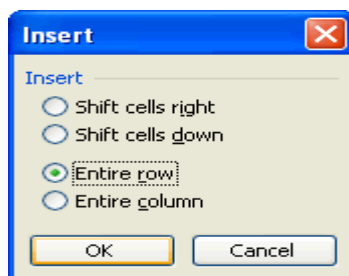 Insert
Insert
Shift cells right
Shift cells down
Entire row
Entire column
OK Cancel